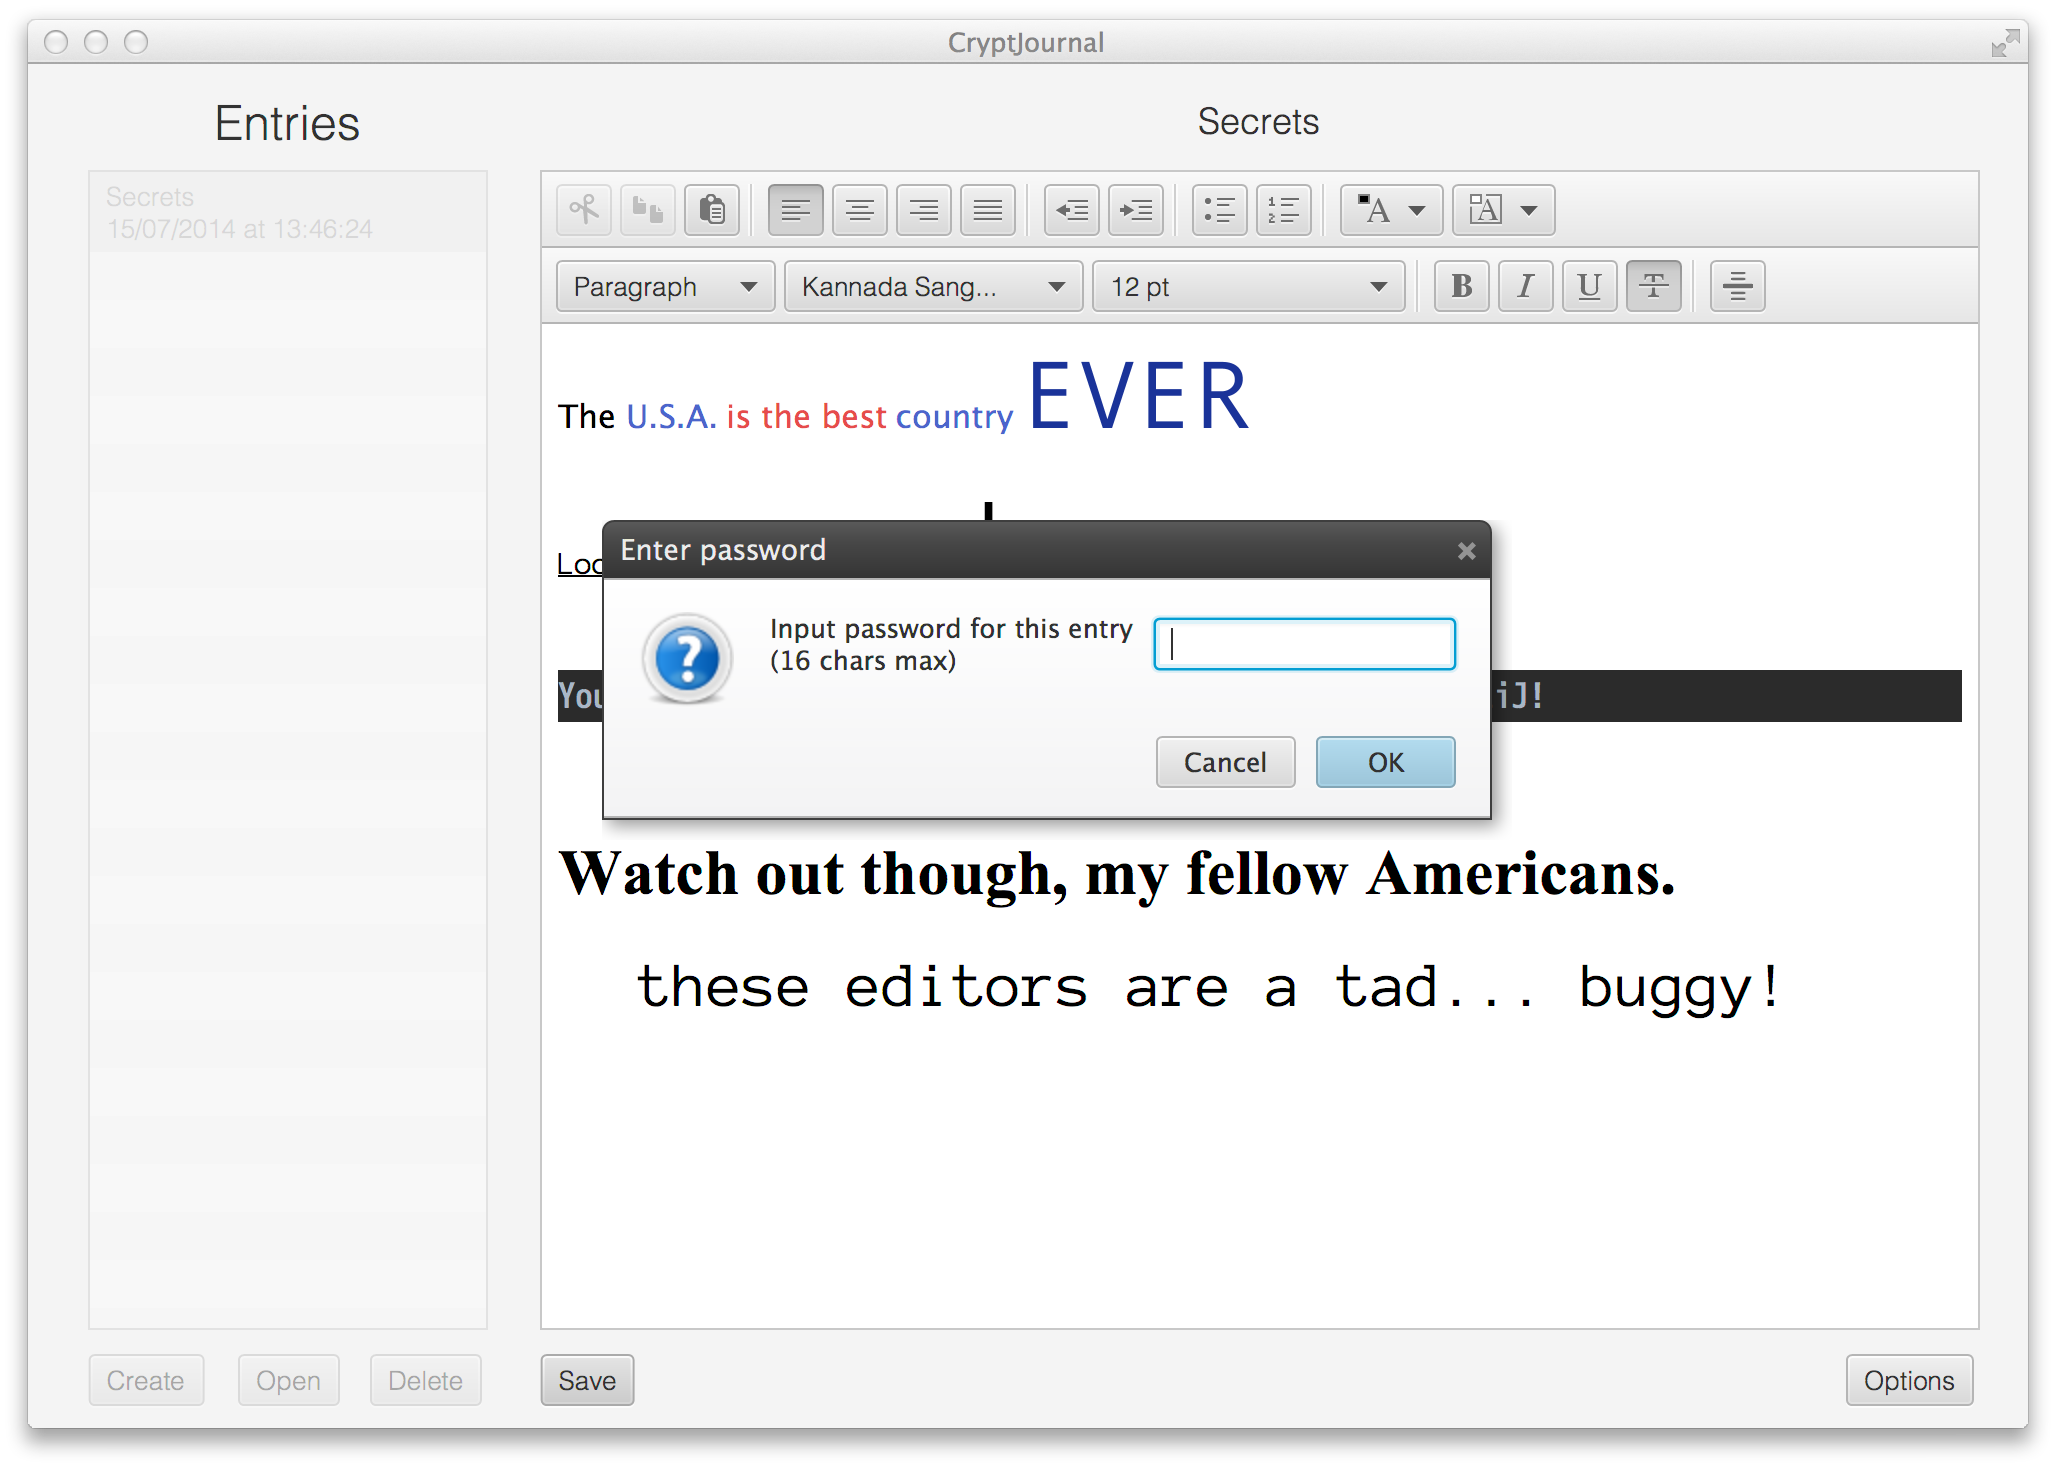 CryptJournal
Entries
Secrets
15/07/2014 at 13:46:24
Secrets
Paragraph Kannada Sang... 12 pt B I U T
The U.S.A. is the best country EVER
Enter password
Input password for this entry
(16 chars max)
Cancel OK
iJ!
Watch out though, my fellow Americans.
these editors are a tad... buggy!
Create Open Delete Save Options